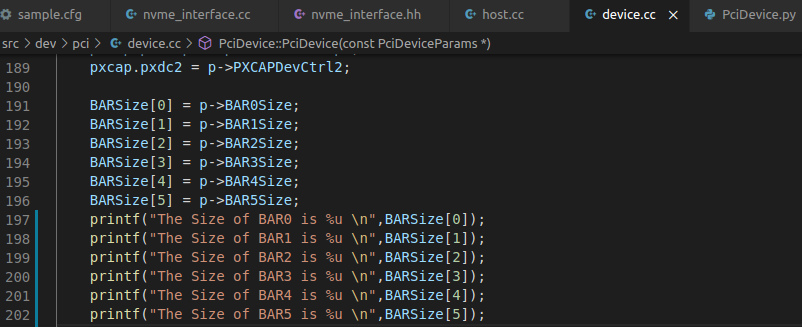 sample.cfg nvme_interface.cc nvme_interface.hh host.cc device.cc PciDevice.py
src > dev > pci > device.cc > PciDevice::PciDevice(const PciDeviceParams *)
189 pxcap.pxdc2 = p->PXCAPDevCtrl2;
190
191 BARSize[0] = p->BAR0Size;
192 BARSize[1] = p->BAR1Size;
193 BARSize[2] = p->BAR2Size;
194 BARSize[3] = p->BAR3Size;
195 BARSize[4] = p->BAR4Size;
196 BARSize[5] = p->BAR5Size;
197 printf("The Size of BAR0 is %u \n",BARSize[0]);
198 printf("The Size of BAR1 is %u \n",BARSize[1]);
199 printf("The Size of BAR2 is %u \n",BARSize[2]);
200 printf("The Size of BAR3 is %u \n",BARSize[3]);
201 printf("The Size of BAR4 is %u \n",BARSize[4]);
202 printf("The Size of BAR5 is %u \n",BARSize[5]);